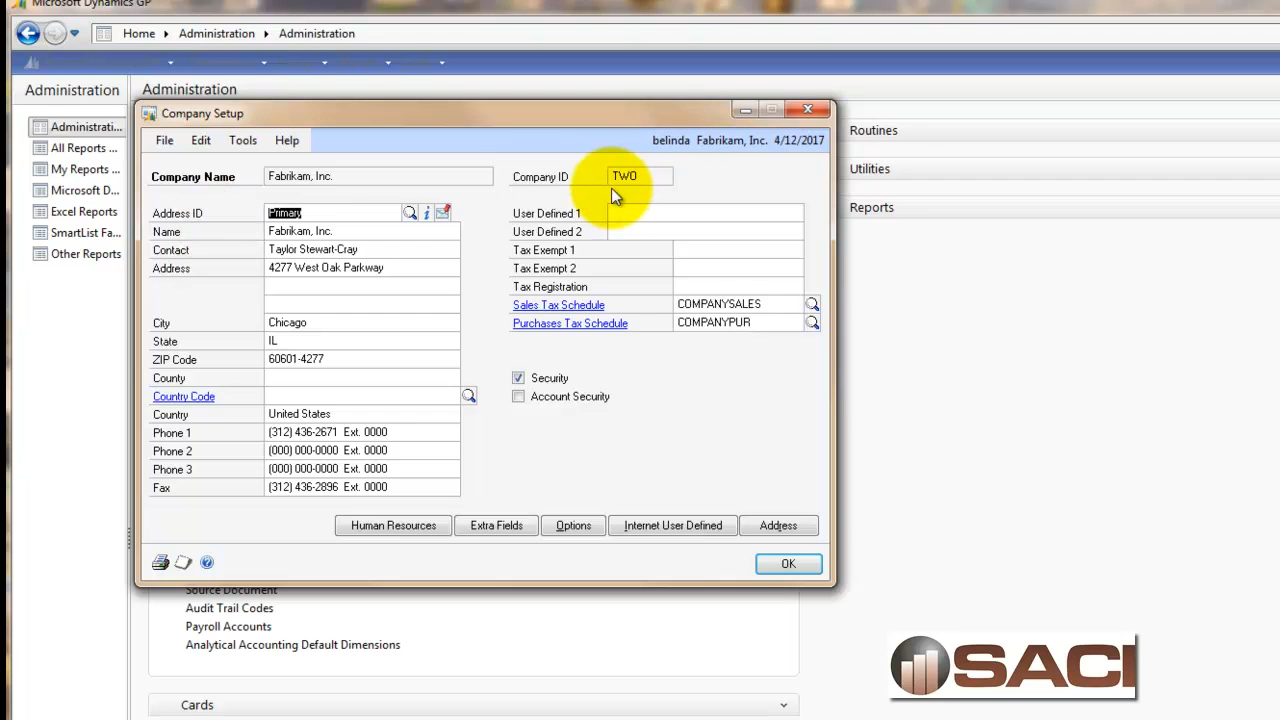 Microsoft Dynamics GP
Home Administration Administration
Administration
Administrati...
All Reports ...
My Reports ...
Microsoft D...
Excel Reports
SmartList Fa...
Other Reports
Administration
Company Setup
File Edit Tools Help belinda Fabrikam, Inc. 4/12/2017
Company Name Fabrikam, Inc. Company ID TWO
Address ID Primary User Defined 1
Name Fabrikam, Inc. User Defined 2
Contact Taylor Stewart-Cray Tax Exempt 1
Address 4277 West Oak Parkway Tax Exempt 2
Tax Registration
Sales Tax Schedule COMPANYSALES
City Chicago Purchases Tax Schedule COMPANYPUR
State IL
ZIP Code 60601-4277
County Security
Country Code Account Security
Country United States
Phone 1 (312) 436-2671 Ext. 0000
Phone 2 (000) 000-0000 Ext. 0000
Phone 3 (000) 000-0000 Ext. 0000
Fax (312) 436-2896 Ext. 0000
Human Resources Extra Fields Options Internet User Defined Address
OK
Source Document
Audit Trail Codes
Payroll Accounts
Analytical Accounting Default Dimensions
Cards
Routines
Utilities
Reports
SACI